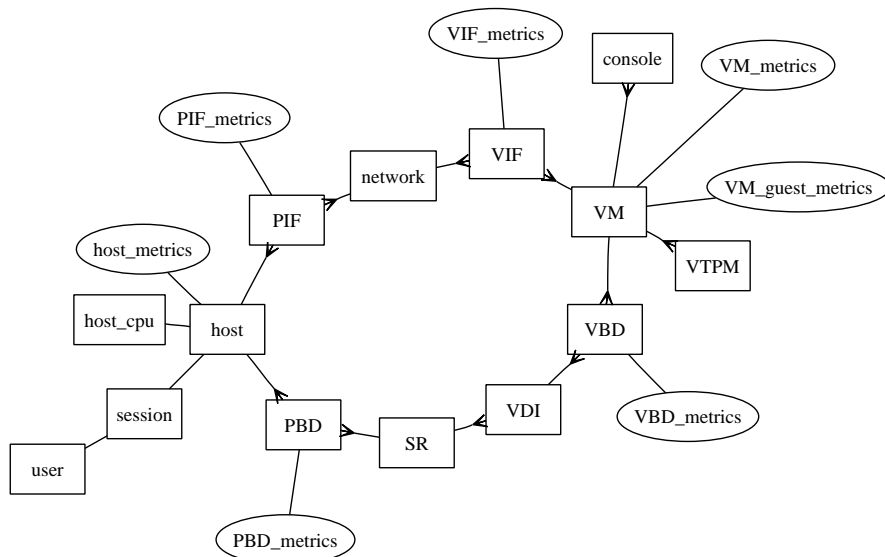 VIF_metrics
console
VM_metrics
PIF_metrics
VIF
network
VM_guest_metrics
PIF
VM
host_metrics
VTPM
host_cpu
host
VBD
session
PBD
VDI
VBD_metrics
SR
user
PBD_metrics